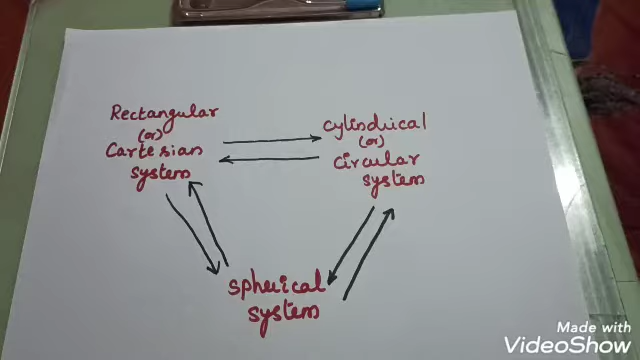 Rectangular
(or)
Cartesian
system
cylindrical
(or)
circular
system
spherical
system
Made with
VideoShow